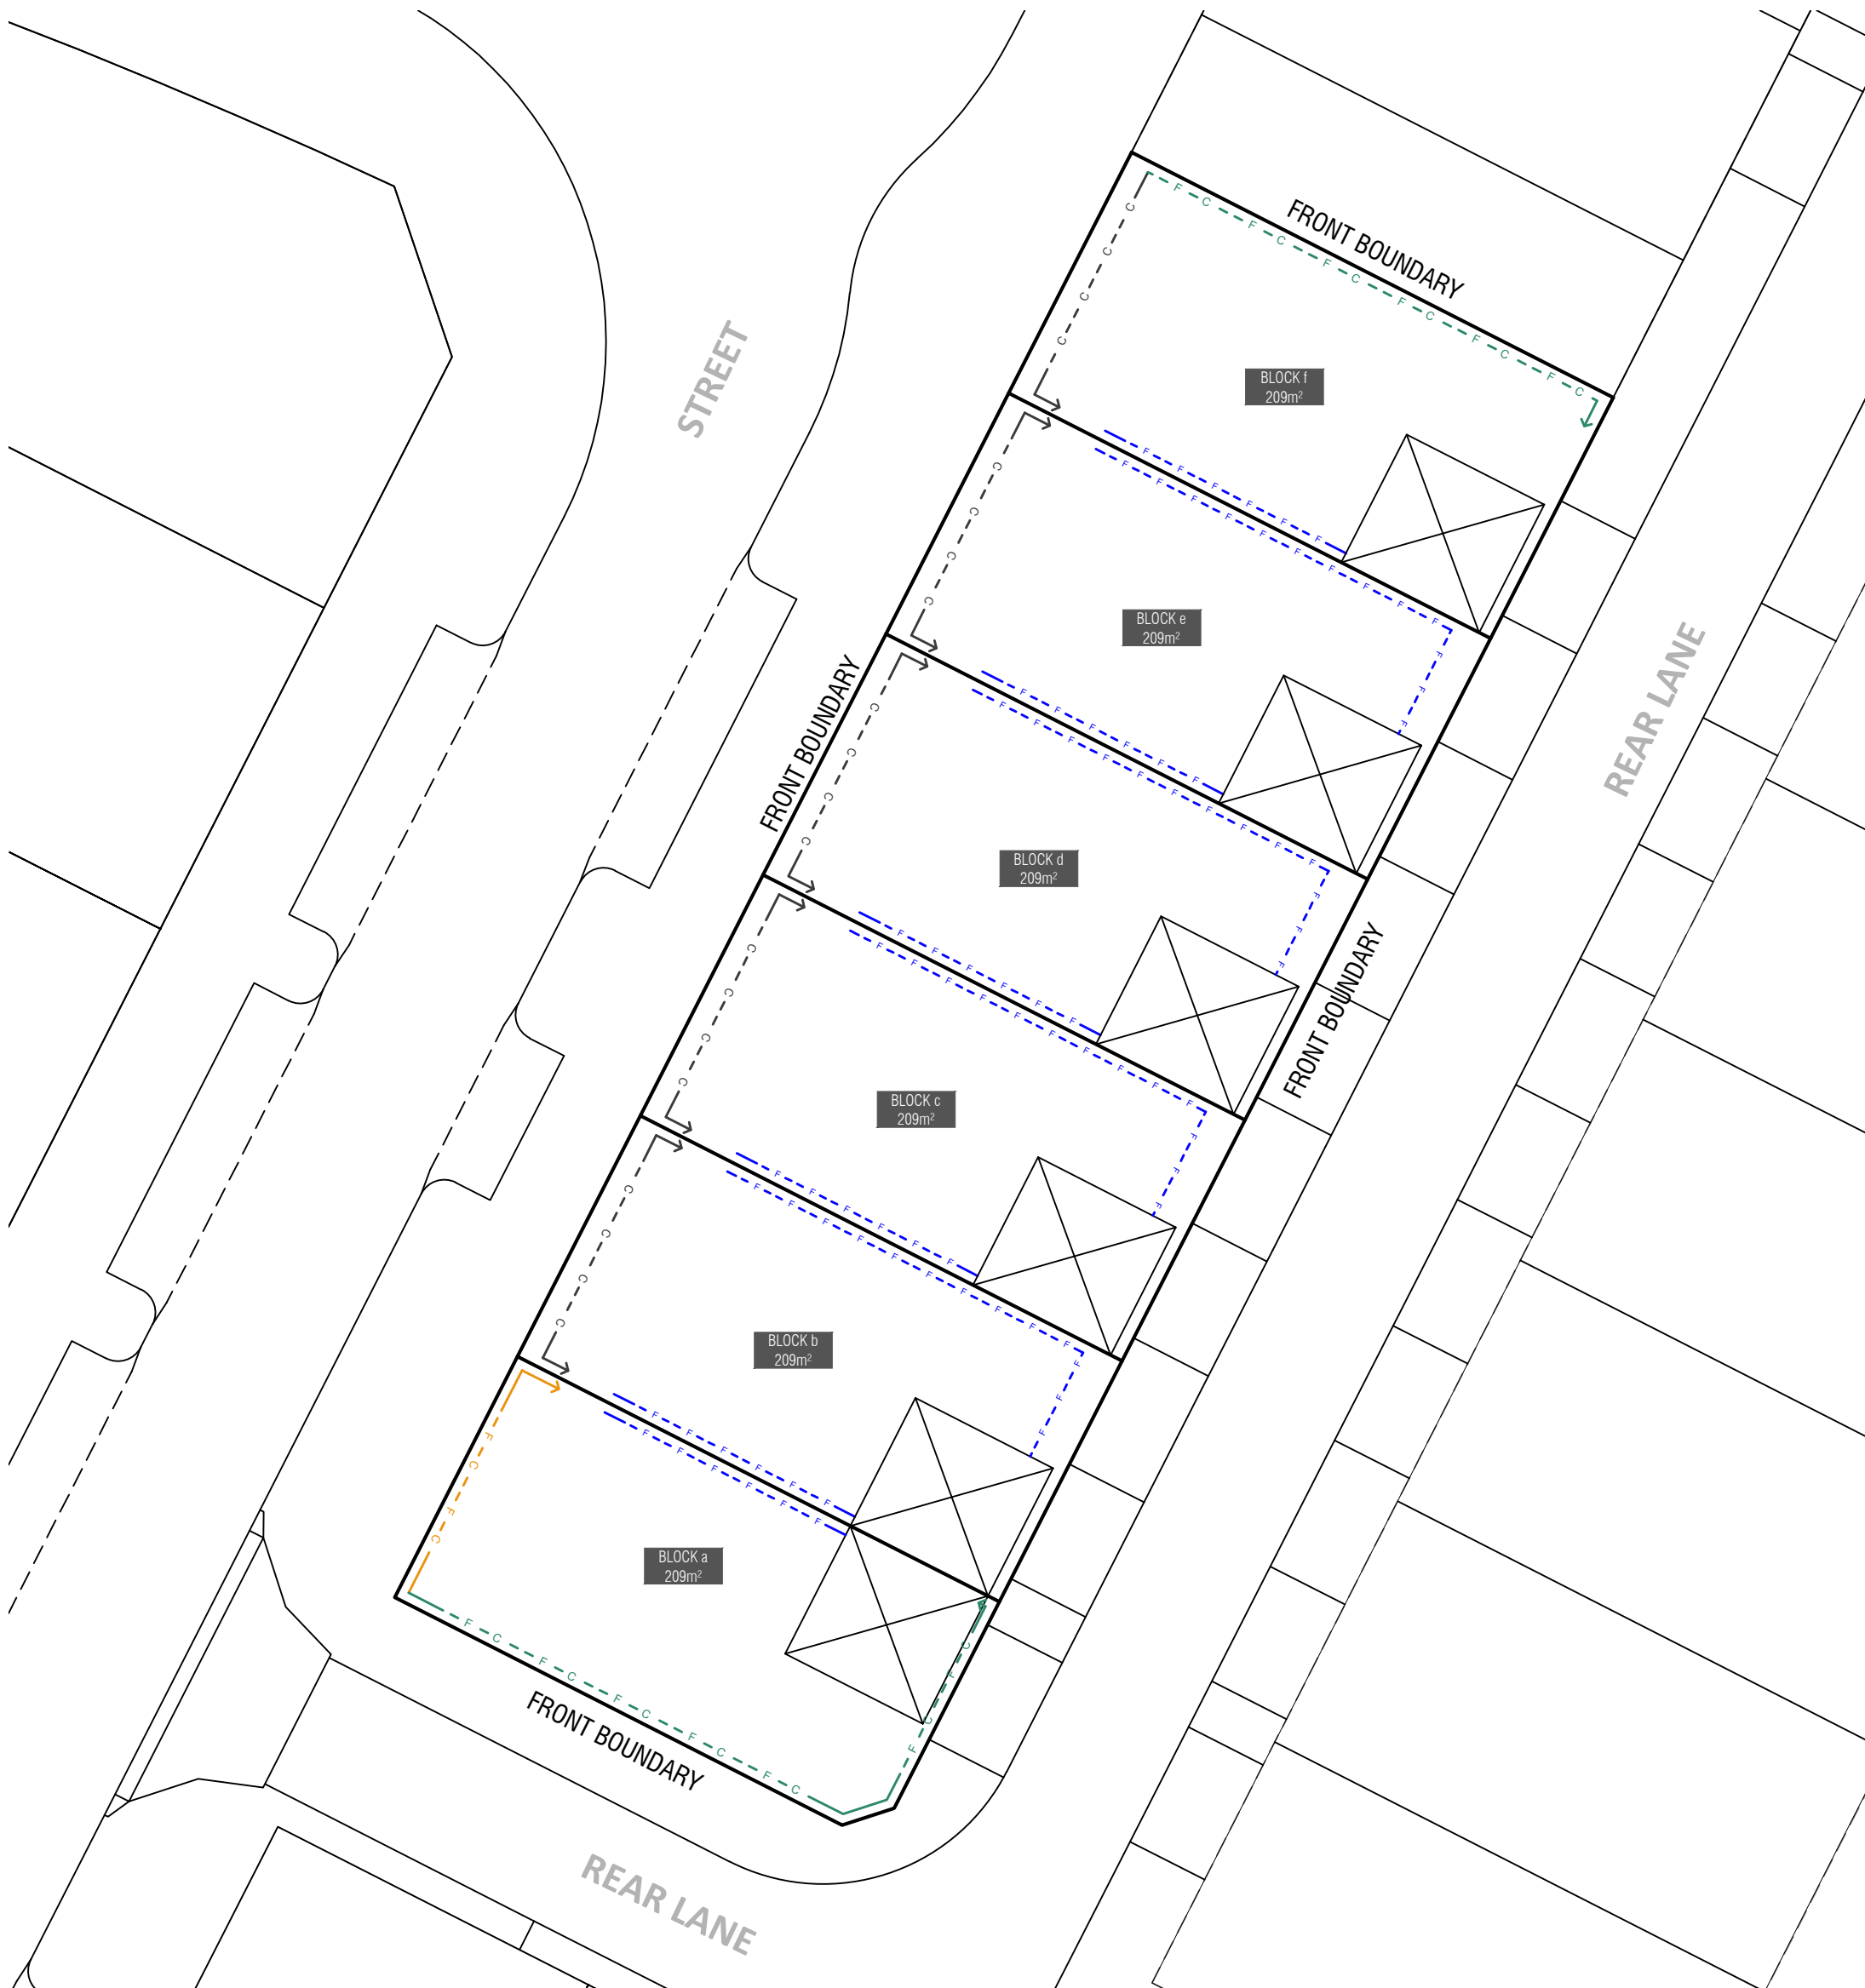 FRONT BOUNDARY
STREET
BLOCK f
209m²
BLOCK e
209m²
REAR LANE
FRONT BOUNDARY
BLOCK d
209m²
FRONT BOUNDARY
BLOCK c
209m²
BLOCK b
209m²
BLOCK a
209m²
FRONT BOUNDARY
REAR LANE